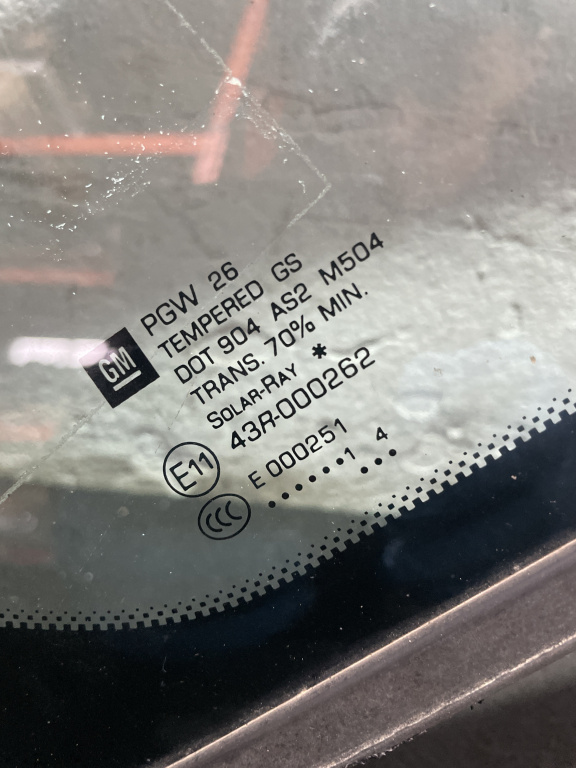 GM
PGW 26
TEMPERED GS
DOT 904 AS2 M504
TRANS. 70% MIN.
SOLAR-RAY *
E11 43R-000262
CCC E 000251
••••••1 4
•••